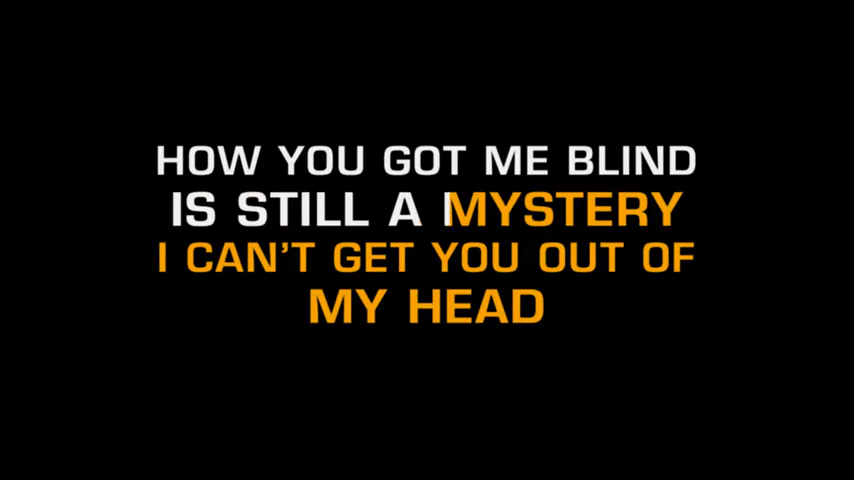 HOW YOU GOT ME BLIND
IS STILL A MYSTERY
I CAN'T GET YOU OUT OF
MY HEAD